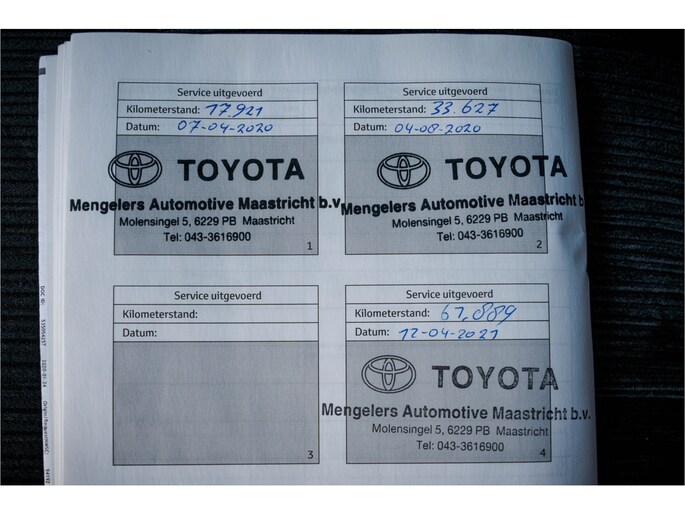 Service uitgevoerd
Kilometerstand: 17.921
Datum: 07-04-2020
TOYOTA
Mengelers Automotive Maastricht b.v.
Molensingel 5, 6229 PB Maastricht
Tel: 043-3616900
1
Service uitgevoerd
Kilometerstand: 33.627
Datum: 04-08-2020
TOYOTA
Mengelers Automotive Maastricht b
Molensingel 5, 6229 PB Maastricht
Tel: 043-3616900
2
Service uitgevoerd
Kilometerstand:
Datum:
3
Service uitgevoerd
Kilometerstand: 67.889
Datum: 12-04-2021
TOYOTA
Mengelers Automotive Maastricht b.v.
Molensingel 5, 6229 PB Maastricht
Tel: 043-3616900
4